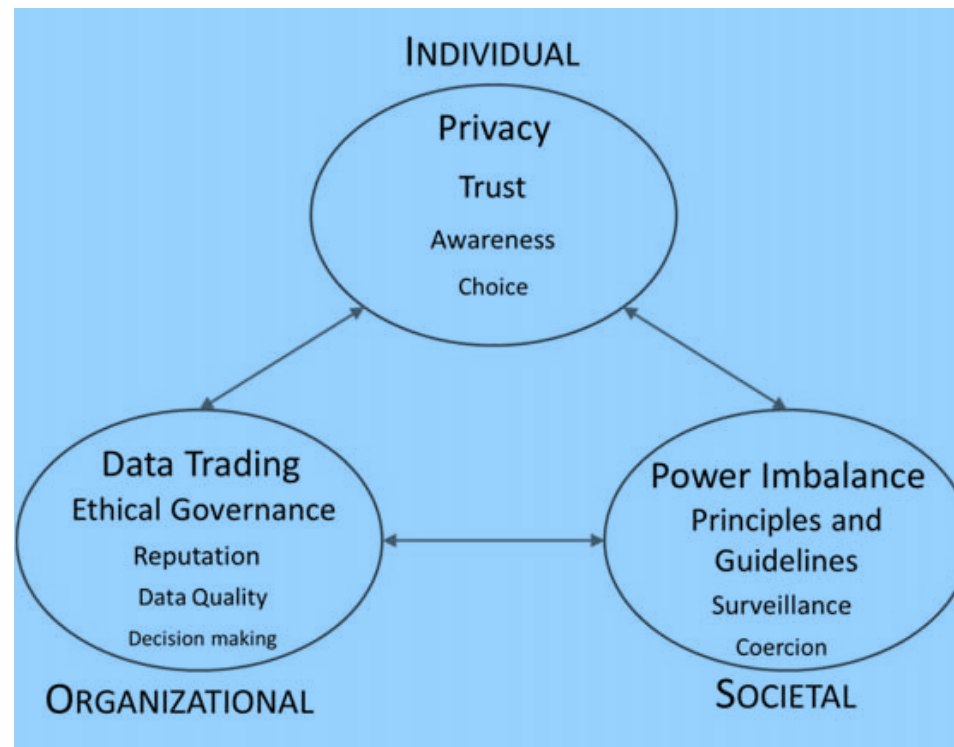 INDIVIDUAL
Privacy
Trust
Awareness
Choice
Data Trading
Ethical Governance
Reputation
Data Quality
Decision making
ORGANIZATIONAL
Power Imbalance
Principles and
Guidelines
Surveillance
Coercion
SOCIETAL